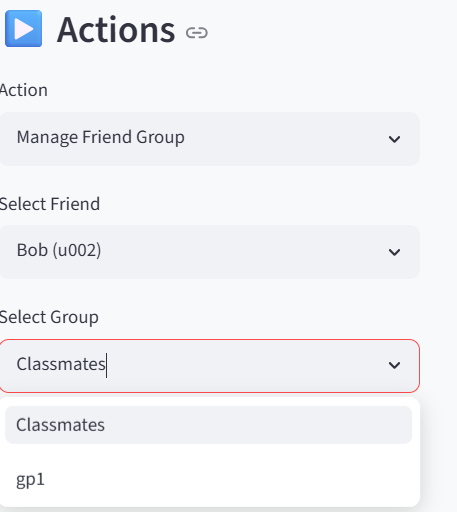 Actions
Action
Manage Friend Group
Select Friend
Bob (u002)
Select Group
Classmates
Classmates
gp1